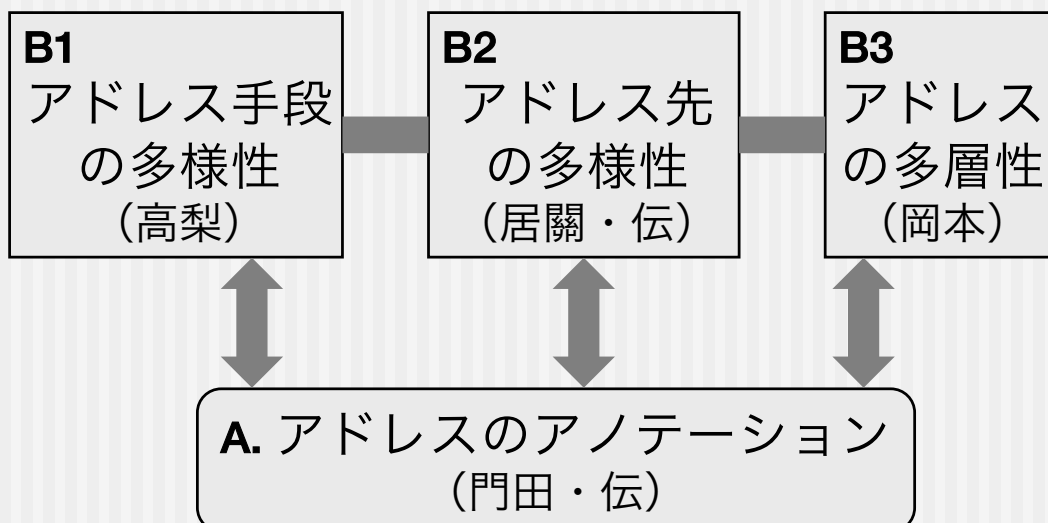 B1
アドレス手段
の多様性
（高梨）
B2
アドレス先
の多様性
（居關・伝）
B3
アドレス
の多層性
（岡本）
A. アドレスのアノテーション
（門田・伝）